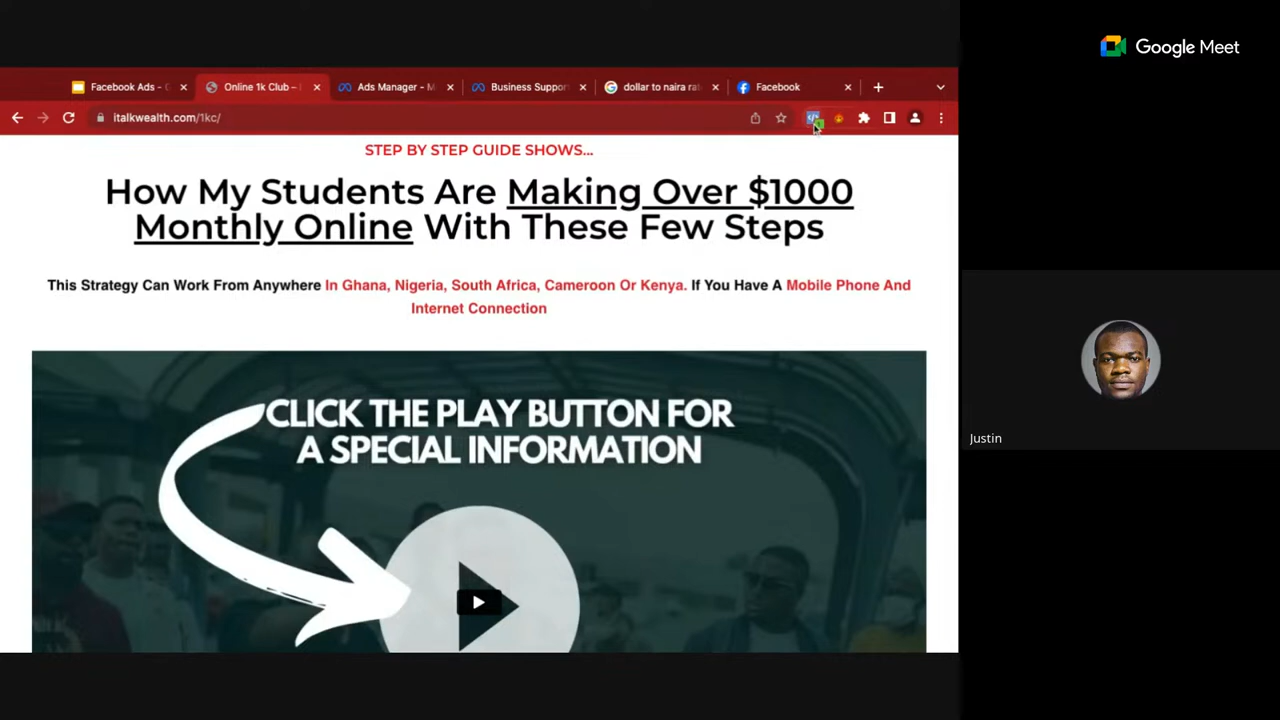 Google Meet
Facebook Ads - G
Online 1k Club – I
Ads Manager - M
Business Suppor
dollar to naira rat
Facebook
italkwealth.com/1kc/
STEP BY STEP GUIDE SHOWS...
How My Students Are Making Over $1000
Monthly Online With These Few Steps
This Strategy Can Work From Anywhere In Ghana, Nigeria, South Africa, Cameroon Or Kenya. If You Have A Mobile Phone And
Internet Connection
CLICK THE PLAY BUTTON FOR
A SPECIAL INFORMATION
Justin